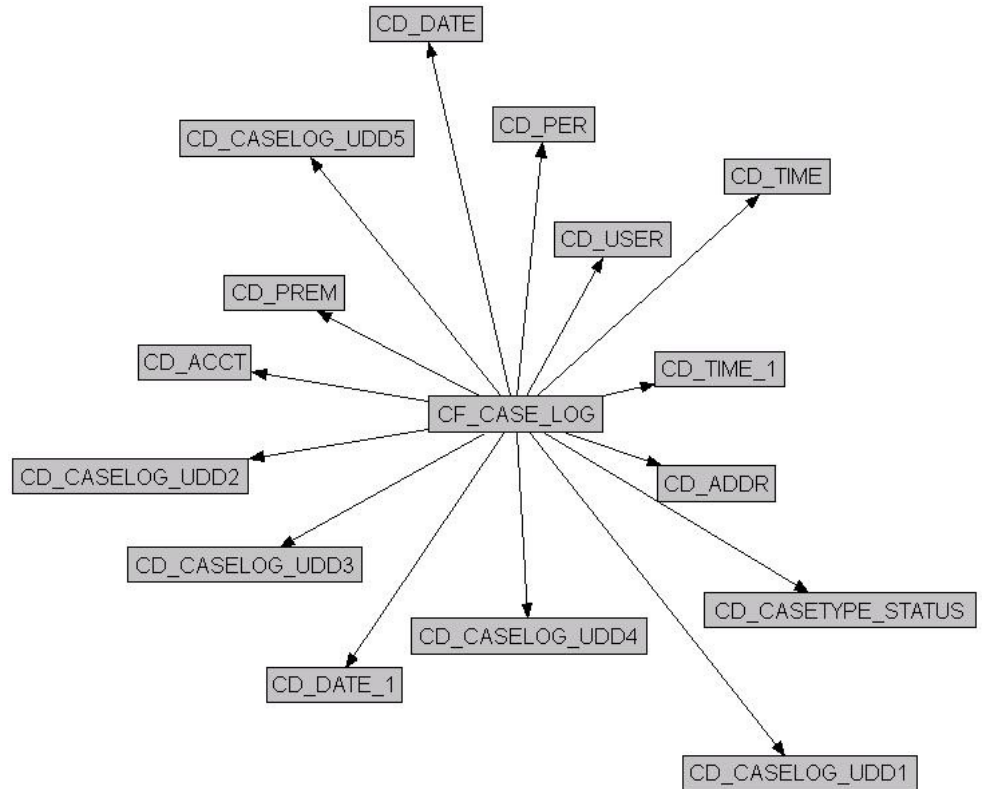 CD_DATE
CD_PER
CD_CASELOG_UDD5
CD_TIME
CD_USER
CD_PREM
CD_ACCT
CD_TIME_1
CF_CASE_LOG
CD_CASELOG_UDD2
CD_ADDR
CD_CASELOG_UDD3
CD_CASETYPE_STATUS
CD_CASELOG_UDD4
CD_DATE_1
CD_CASELOG_UDD1